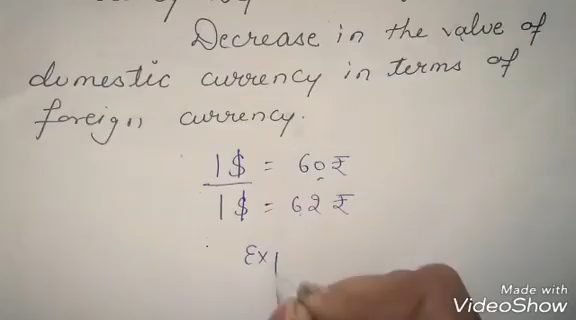 Decrease in the value of
domestic currency in terms of
foreign currency.
1$ = 60₹
1$ = 62₹
Exp
Made with
VideoShow